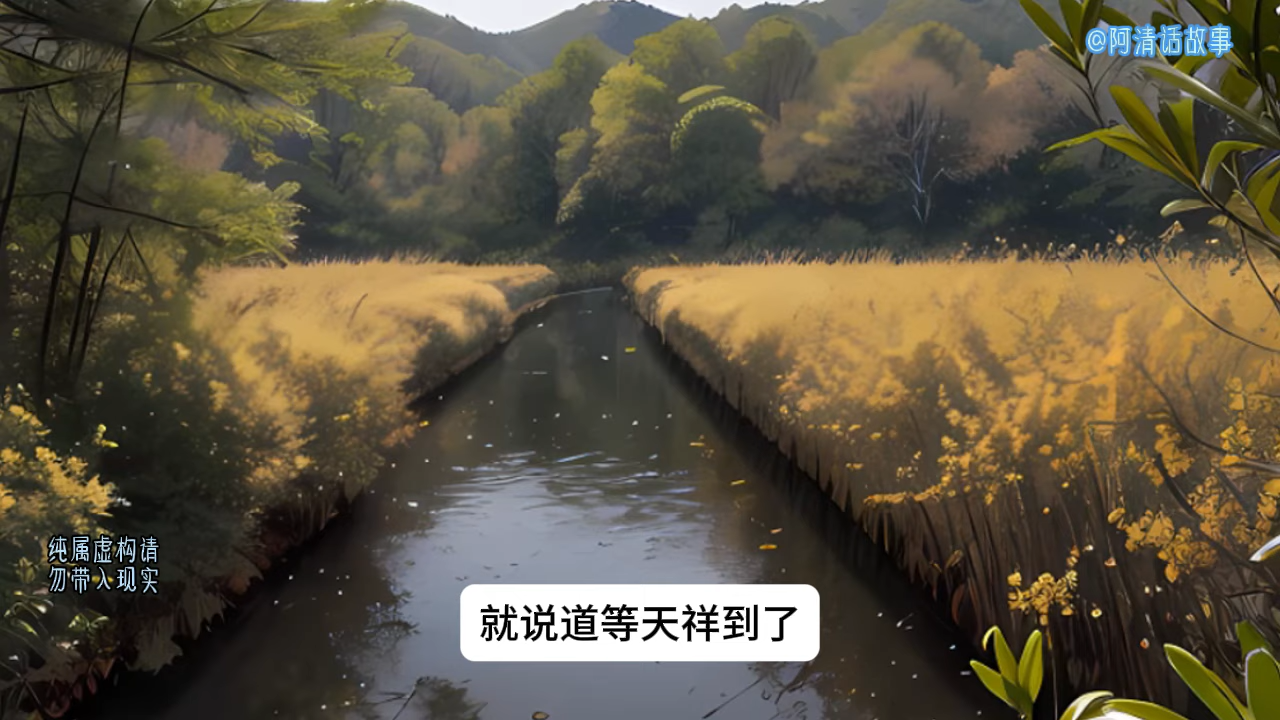 @阿清话故事
纯属虚构请
勿带入现实
就说道等天祥到了